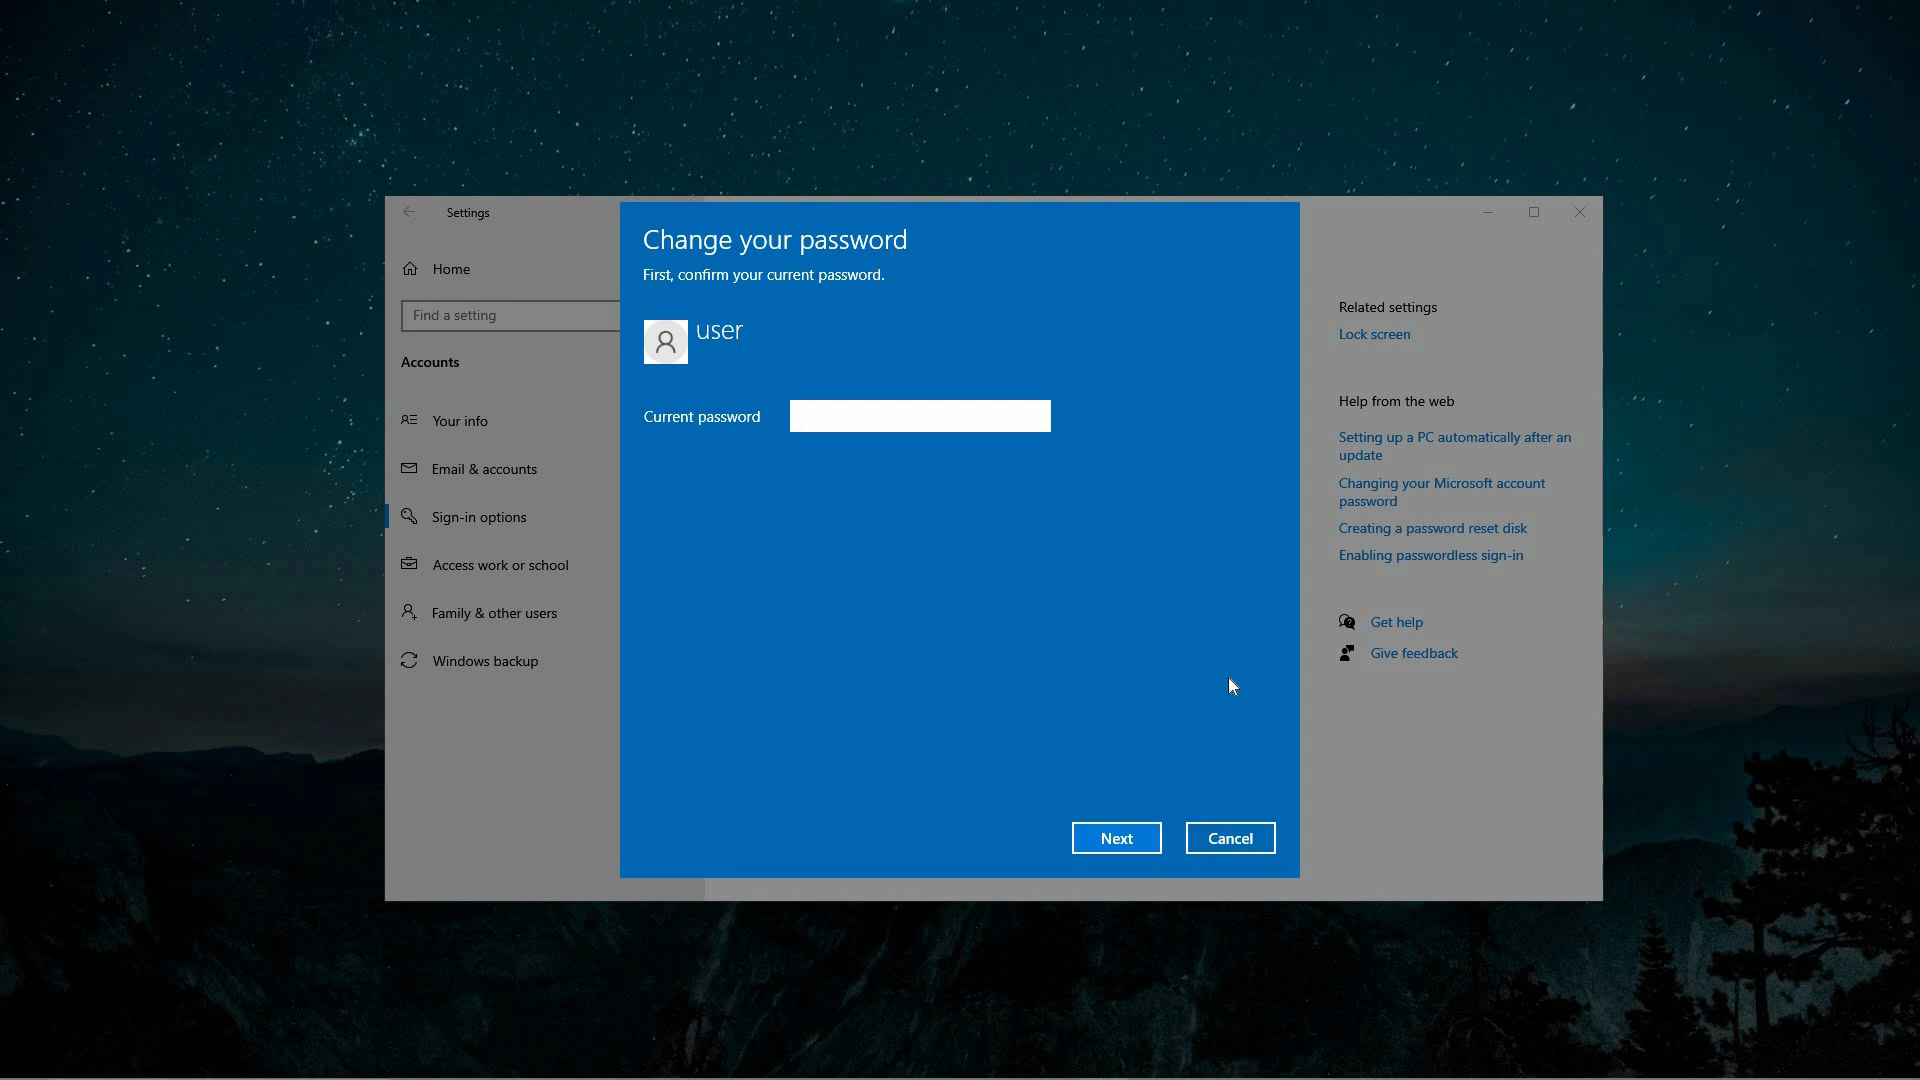 Settings
Home
Find a setting
Accounts
Your info
Email & accounts
Sign-in options
Access work or school
Family & other users
Windows backup
Change your password
First, confirm your current password.
user
Current password
Next
Cancel
Related settings
Lock screen
Help from the web
Setting up a PC automatically after an
update
Changing your Microsoft account
password
Creating a password reset disk
Enabling passwordless sign-in
Get help
Give feedback